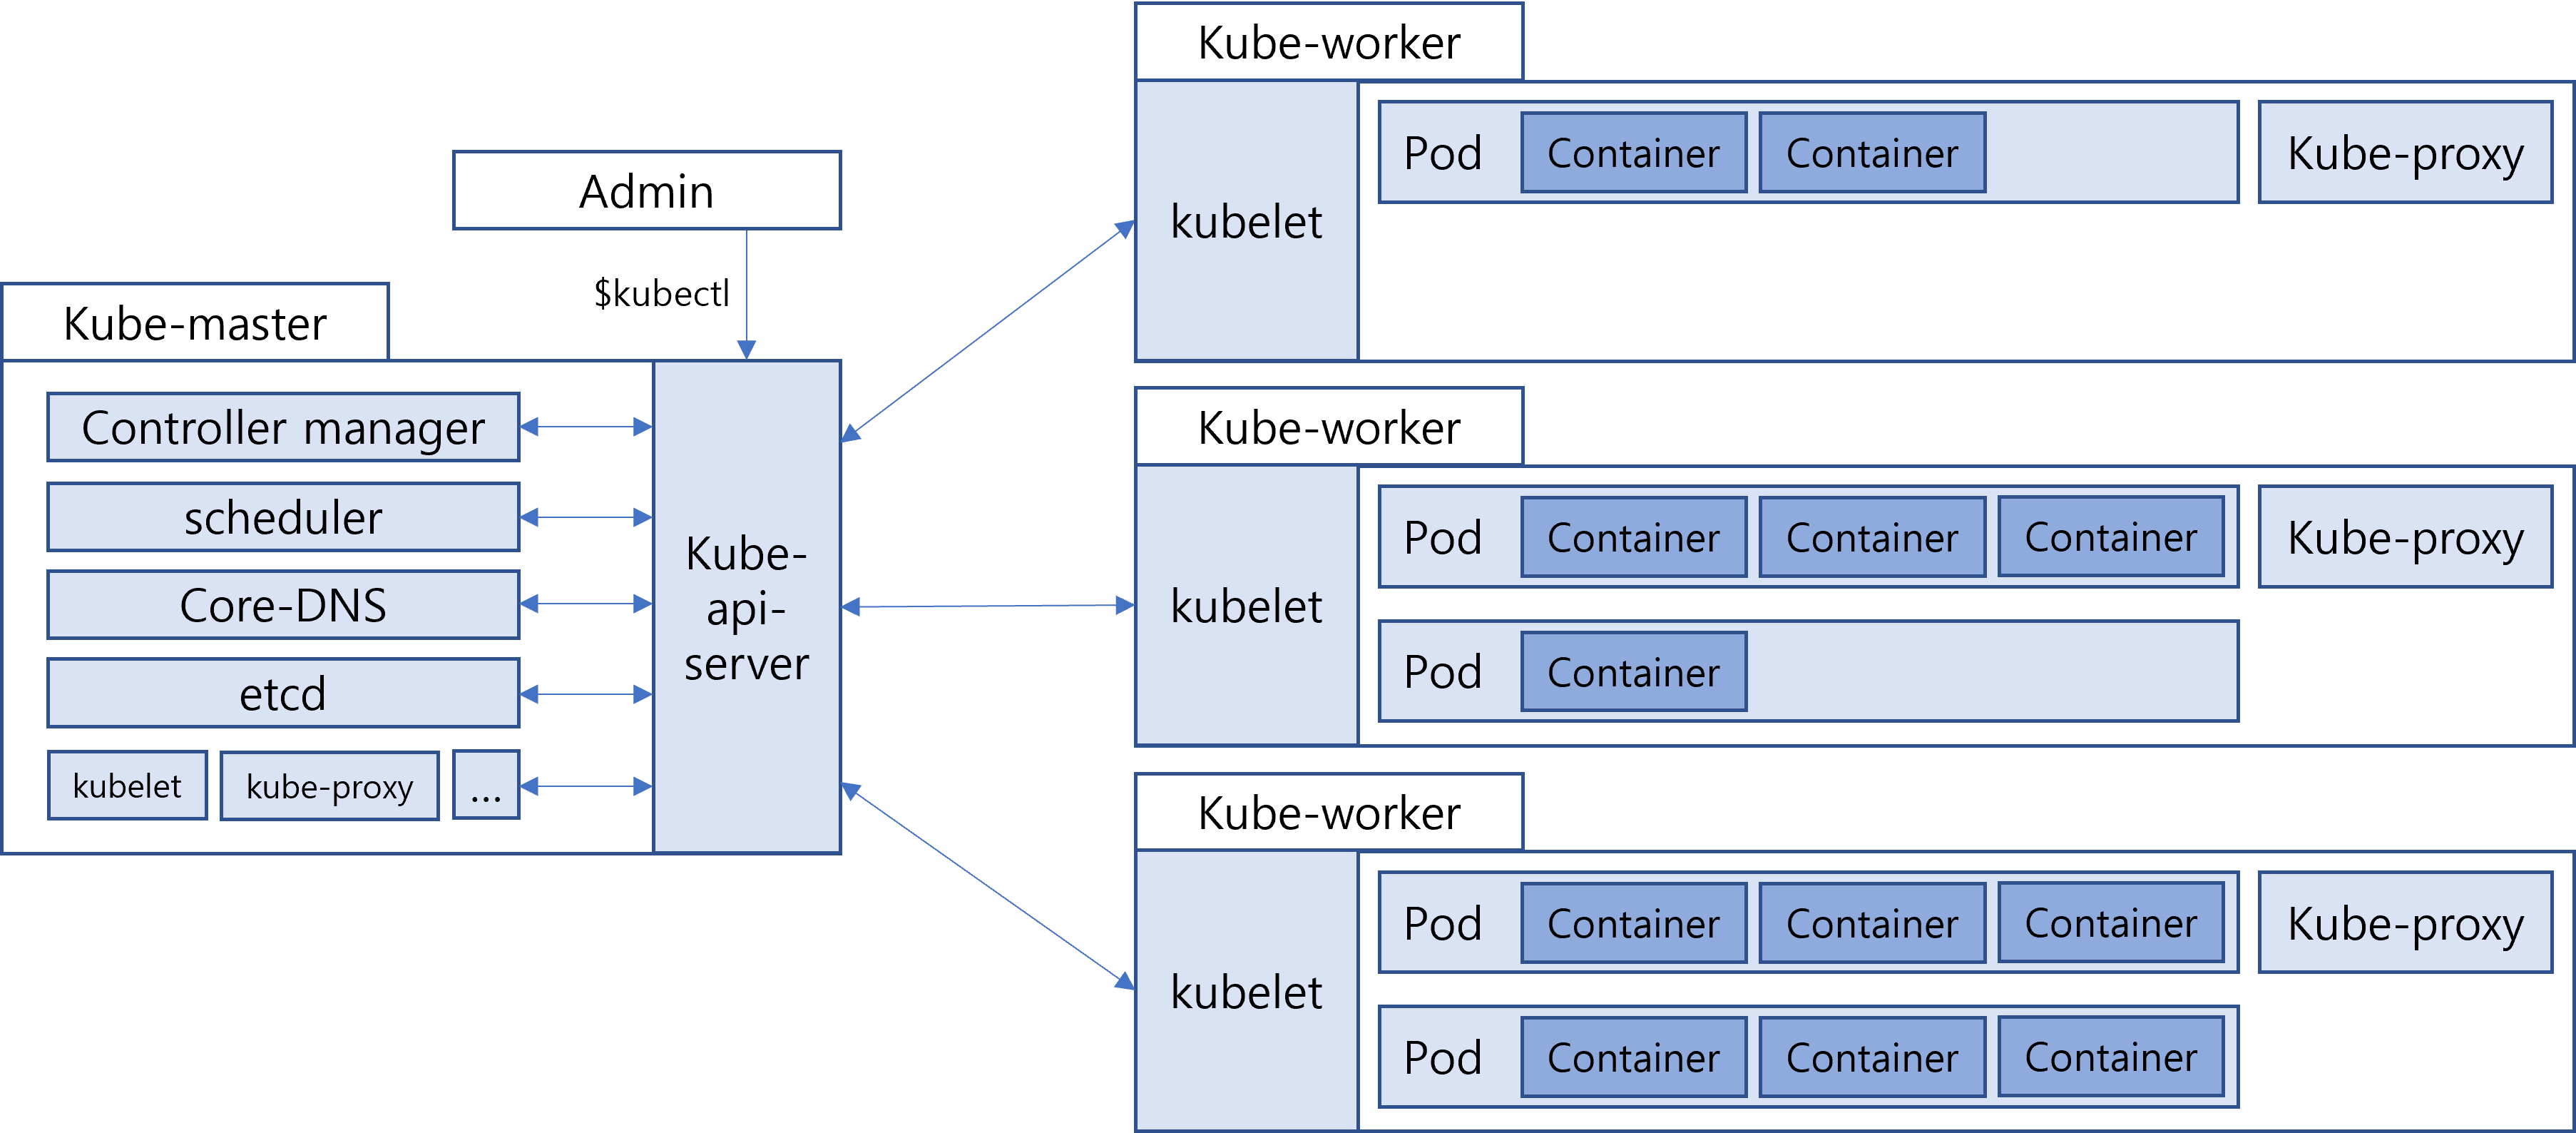 Admin
$kubectl
Kube-master
Controller manager
scheduler
Core-DNS
etcd
kubelet
kube-proxy
...
Kube-
api-
server
Kube-worker
kubelet
Pod
Container
Container
Kube-proxy
Kube-worker
kubelet
Pod
Container
Container
Container
Kube-proxy
Pod
Container
Kube-worker
kubelet
Pod
Container
Container
Container
Kube-proxy
Pod
Container
Container
Container